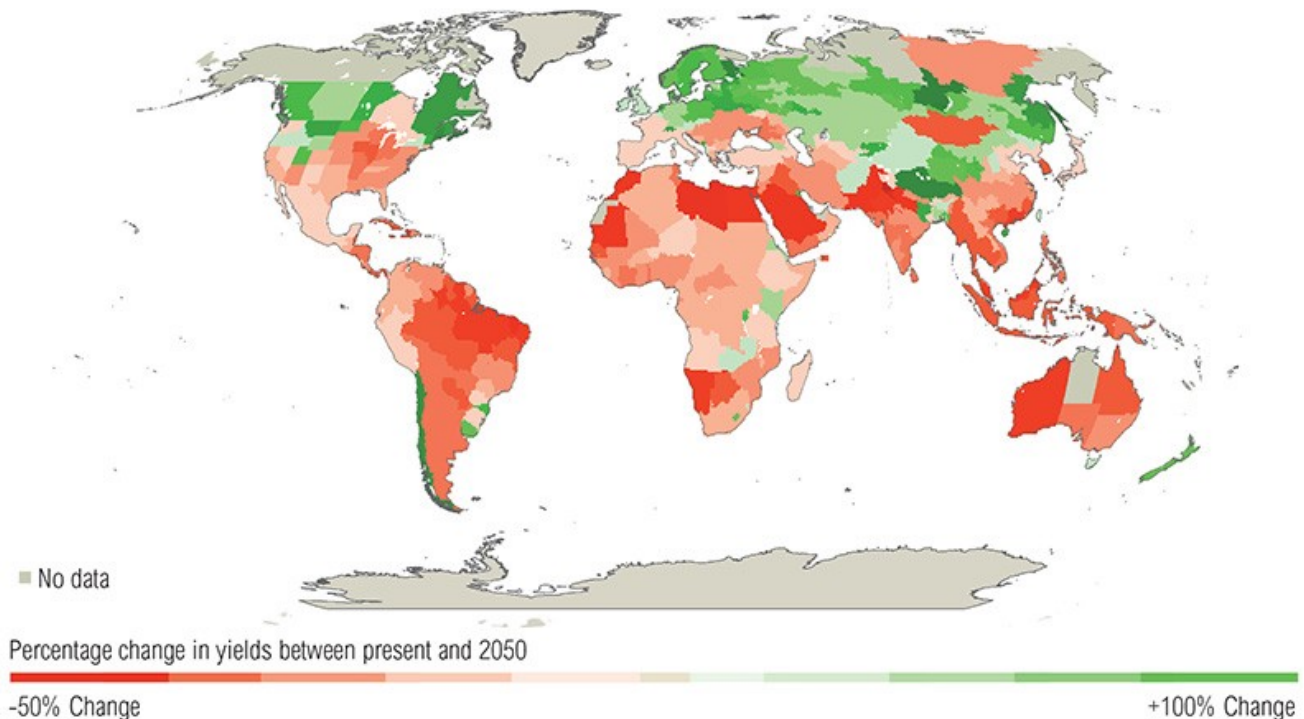 No data
Percentage change in yields between present and 2050
-50% Change
+100% Change